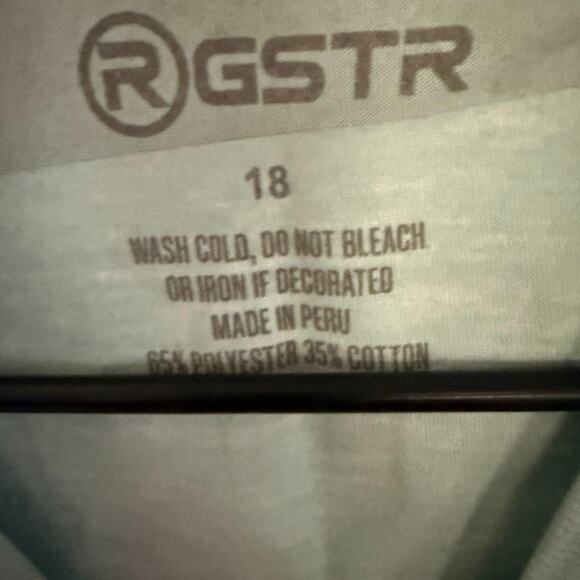 RGSTR
18
WASH COLD, DO NOT BLEACH
OR IRON IF DECORATED
MADE IN PERU
65% POLYESTER 35% COTTON